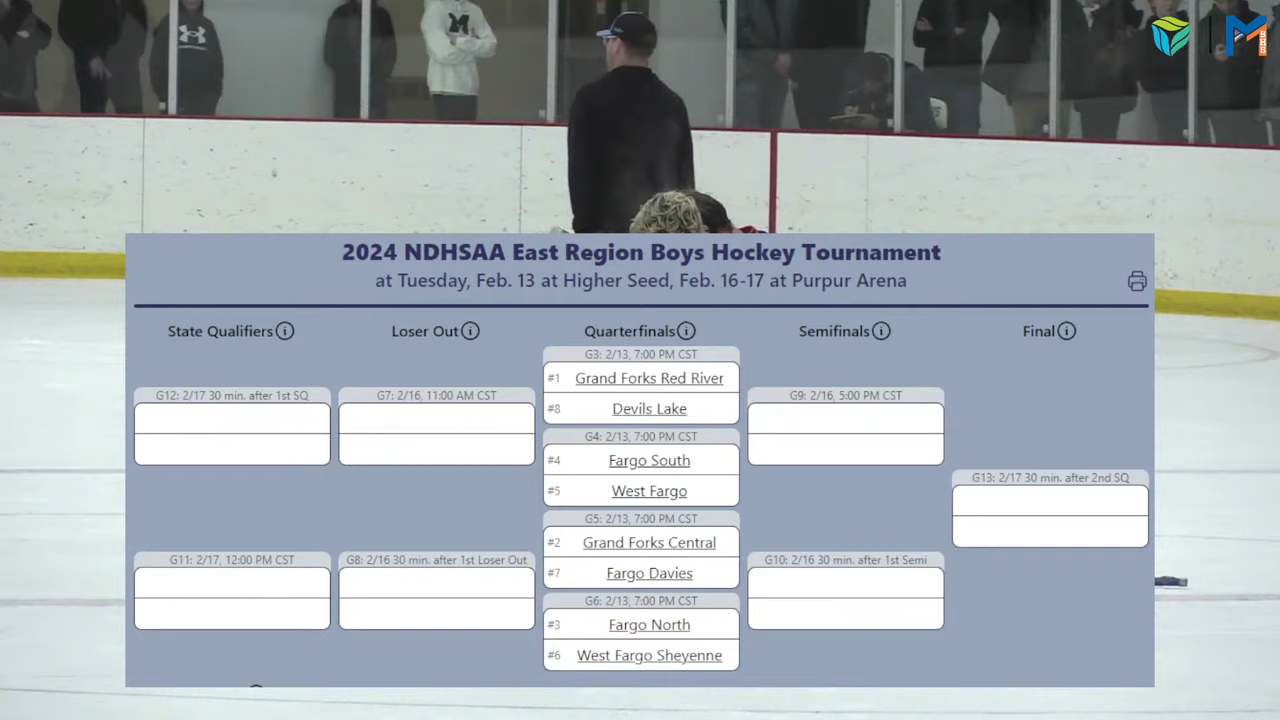 M
M
SHS
2024 NDHSAA East Region Boys Hockey Tournament
at Tuesday, Feb. 13 at Higher Seed, Feb. 16-17 at Purpur Arena
State Qualifiers
Loser Out
Quarterfinals
Semifinals
Final
G12: 2/17 30 min. after 1st SQ
G11: 2/17, 12:00 PM CST
G7: 2/16, 11:00 AM CST
G8: 2/16 30 min. after 1st Loser Out
G3: 2/13, 7:00 PM CST
#1 Grand Forks Red River
#8 Devils Lake
G4: 2/13, 7:00 PM CST
#4 Fargo South
#5 West Fargo
G5: 2/13, 7:00 PM CST
#2 Grand Forks Central
#7 Fargo Davies
G6: 2/13, 7:00 PM CST
#3 Fargo North
#6 West Fargo Sheyenne
G9: 2/16, 5:00 PM CST
G10: 2/16 30 min. after 1st Semi
G13: 2/17 30 min. after 2nd SQ